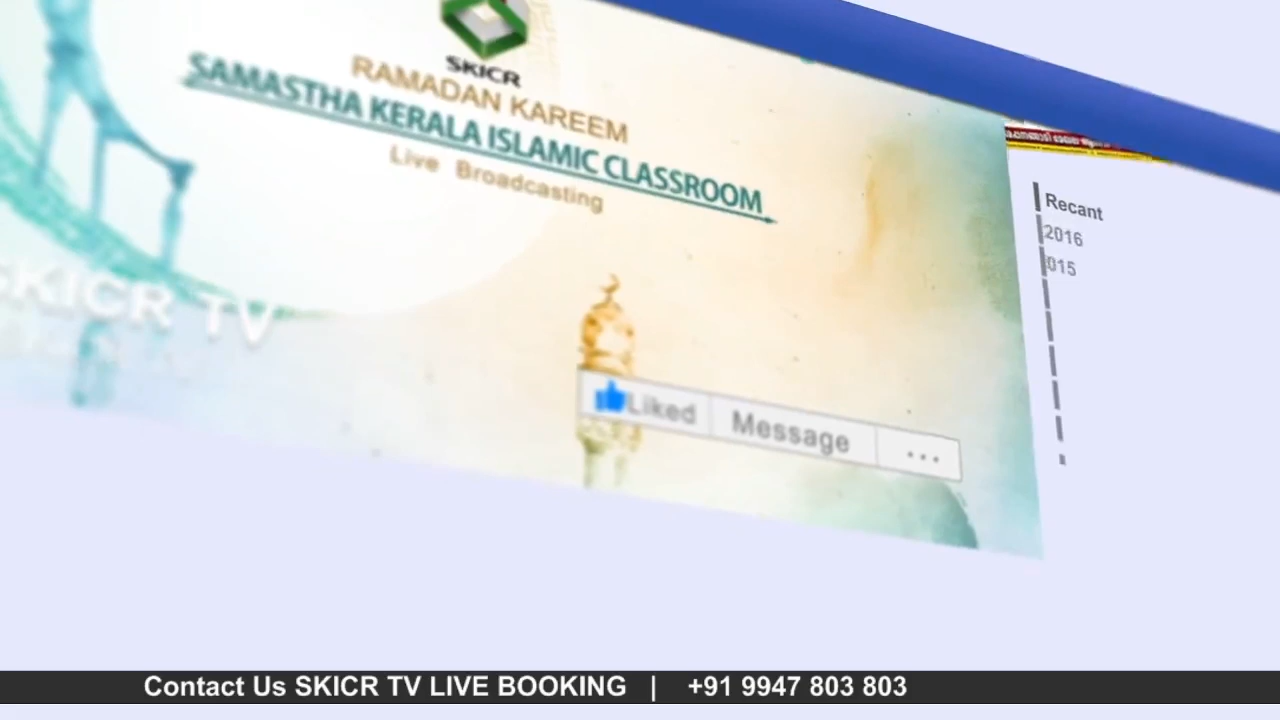 SKICR
RAMADAN KAREEM
SAMASTHA KERALA ISLAMIC CLASSROOM
Live Broadcasting
SKICR TV
Liked
Message
...
Recant
2016
015
Contact Us SKICR TV LIVE BOOKING | +91 9947 803 803